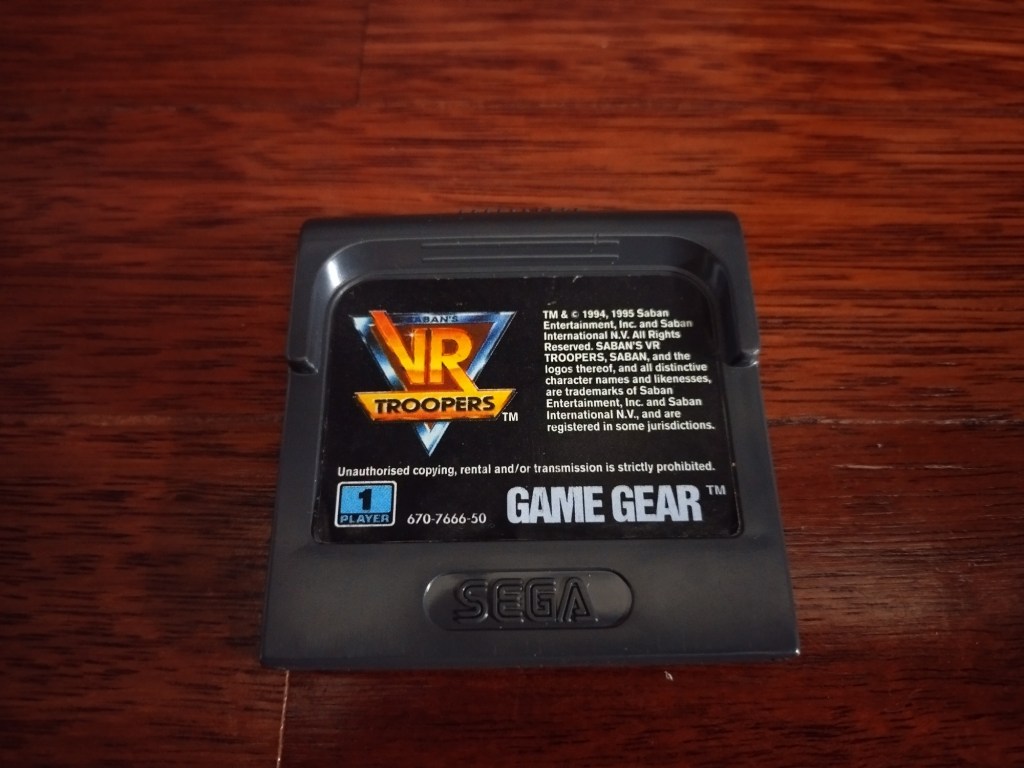 SABAN'S
VR
TROOPERS TM
TM & © 1994, 1995 Saban
Entertainment, Inc. and Saban
International N.V. All Rights
Reserved. SABAN'S VR
TROOPERS, SABAN, and the
logos thereof, and all distinctive
character names and likenesses,
are trademarks of Saban
Entertainment, Inc. and Saban
International N.V., and are
registered in some jurisdictions.
Unauthorised copying, rental and/or transmission is strictly prohibited.
1
PLAYER
670-7666-50
GAME GEAR TM
SEGA